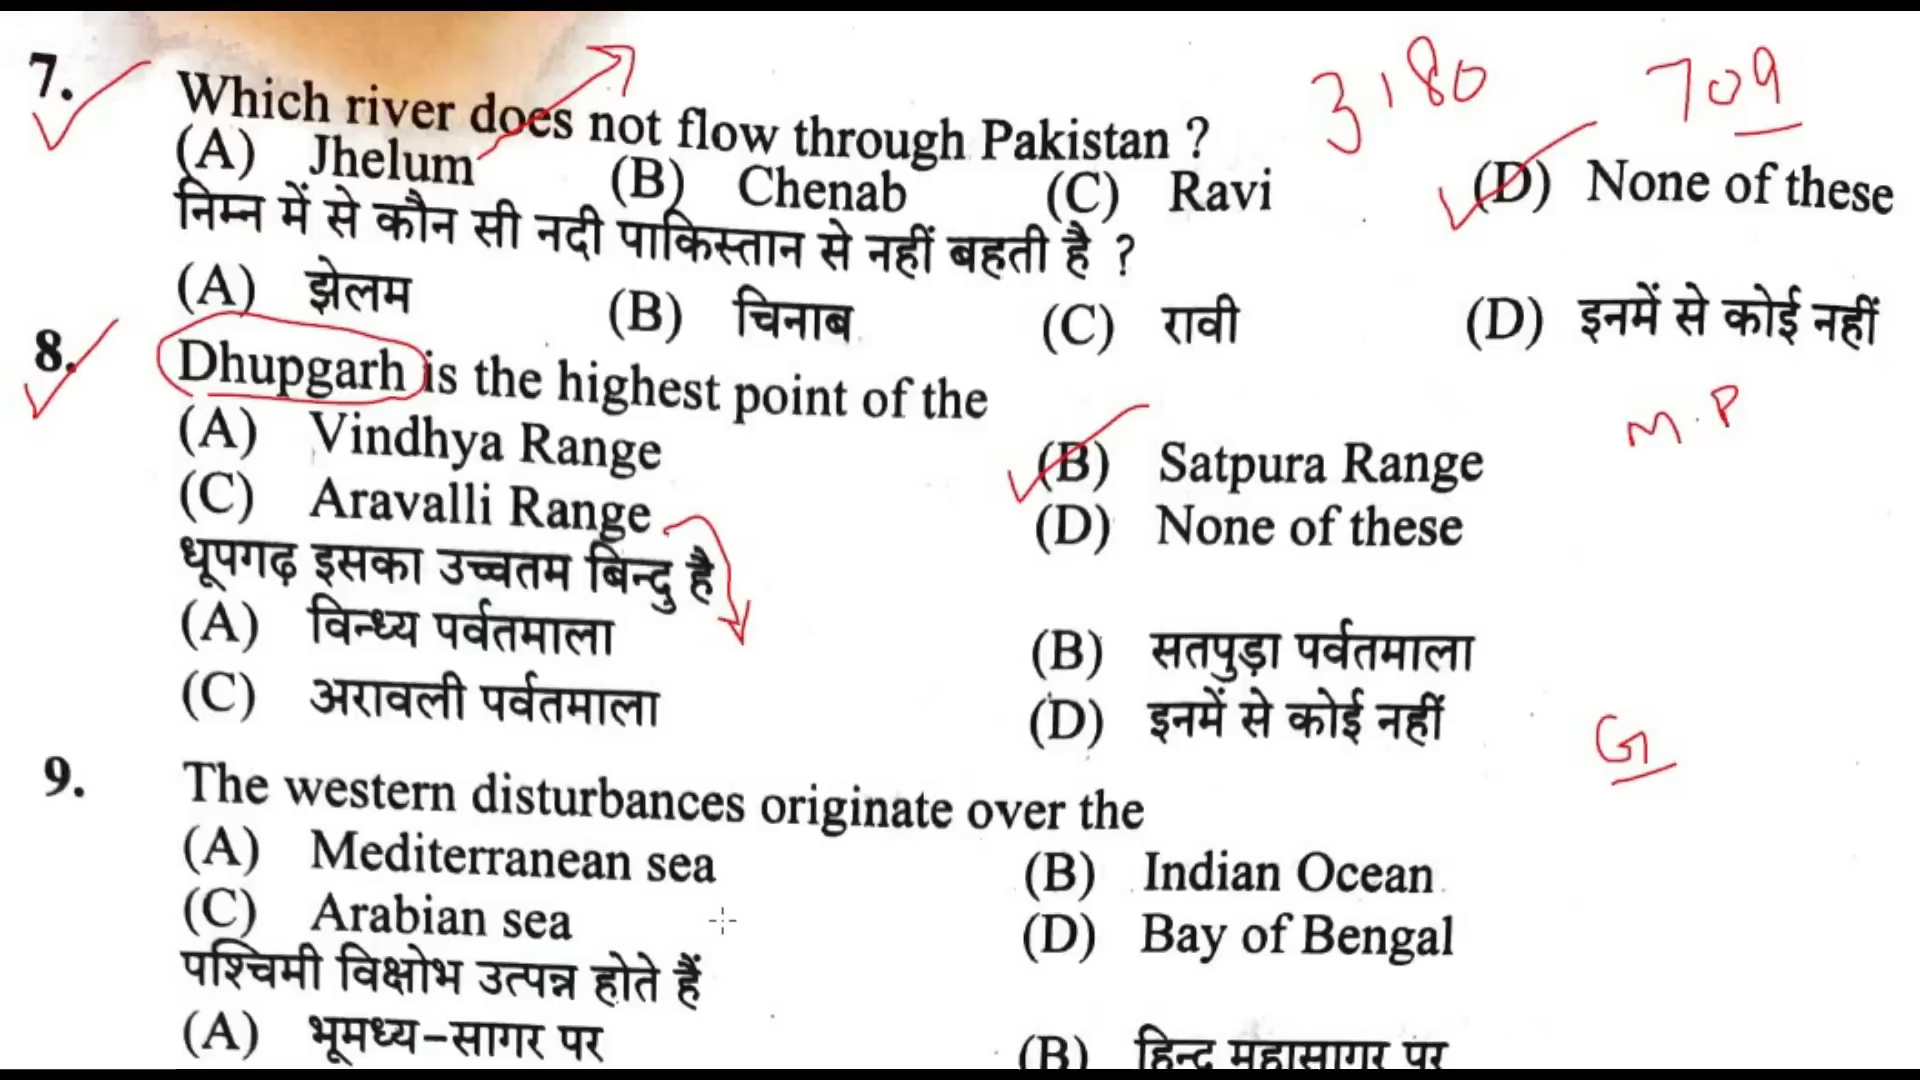 3180 709
7. Which river does not flow through Pakistan ?
(A) Jhelum (B) Chenab (C) Ravi (D) None of these
निम्न में से कौन सी नदी पाकिस्तान से नहीं बहती है ?
(A) झेलम (B) चिनाब (C) रावी (D) इनमें से कोई नहीं
8. Dhupgarh is the highest point of the
M.P
(A) Vindhya Range (B) Satpura Range
(C) Aravalli Range (D) None of these
धूपगढ़ इसका उच्चतम बिन्दु है
(A) विन्ध्य पर्वतमाला (B) सतपुड़ा पर्वतमाला
(C) अरावली पर्वतमाला (D) इनमें से कोई नहीं
G
9. The western disturbances originate over the
(A) Mediterranean sea (B) Indian Ocean
(C) Arabian sea (D) Bay of Bengal
पश्चिमी विक्षोभ उत्पन्न होते हैं
(A) भूमध्य-सागर पर (B) हिन्द महासागर पर